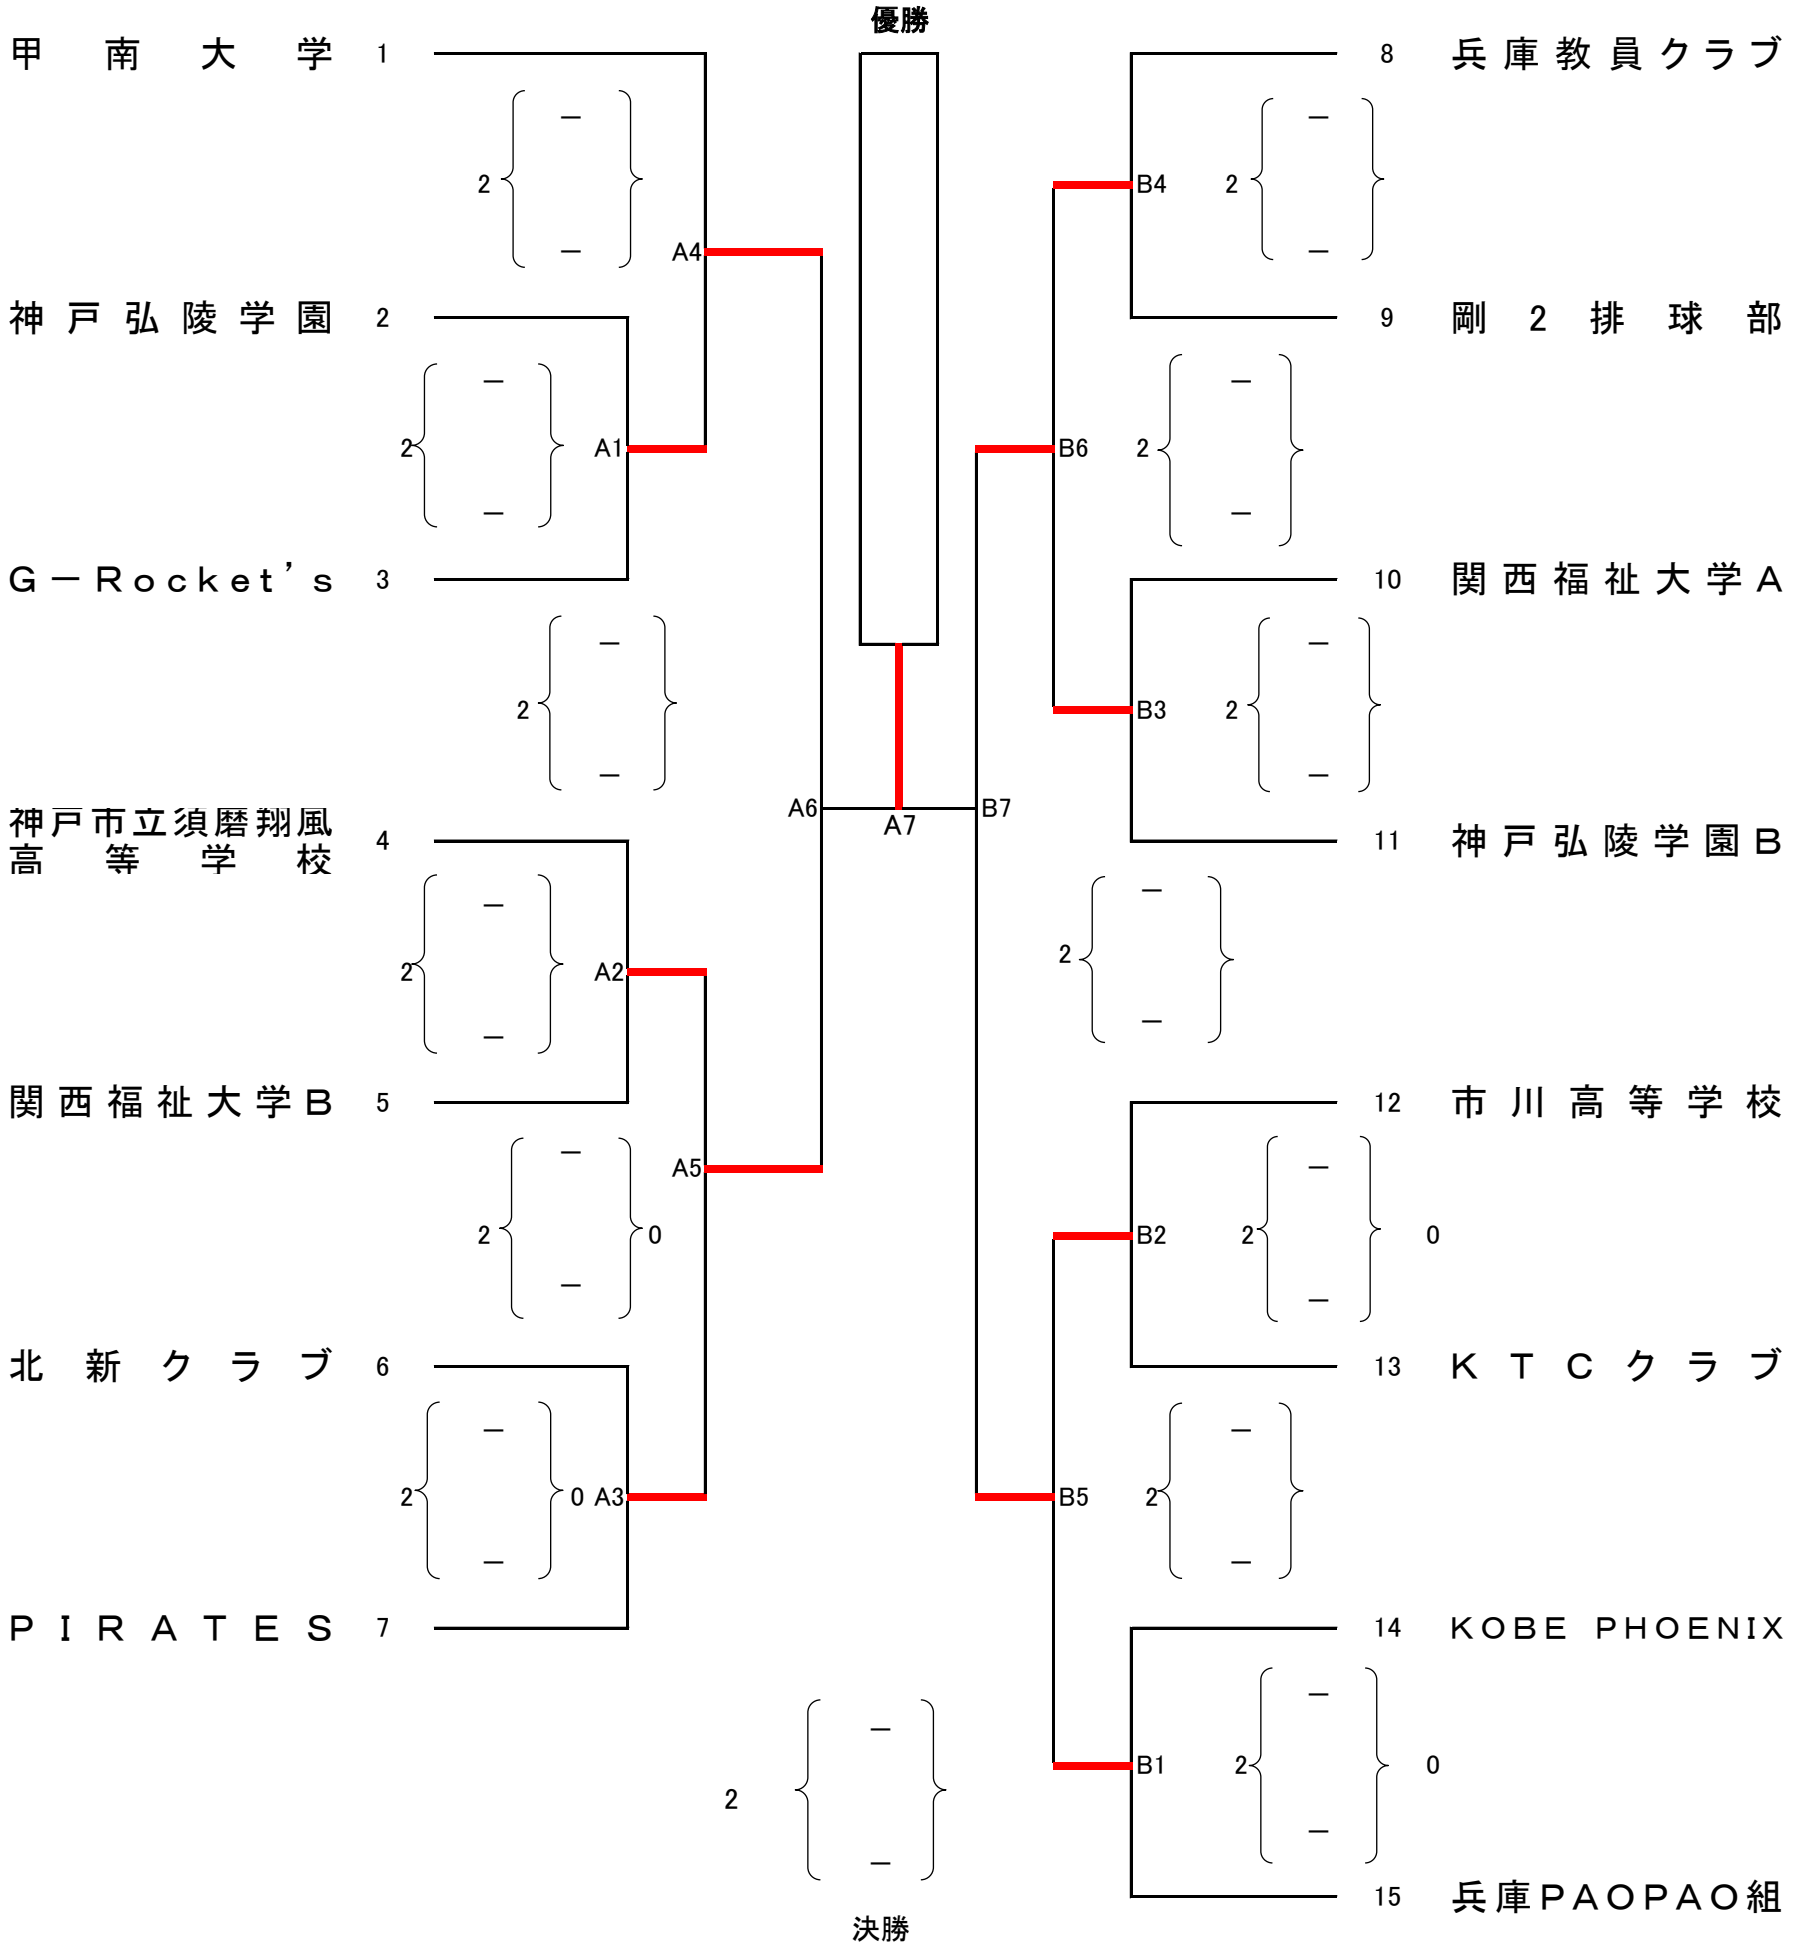 優勝
甲南大学 1
8 兵庫教員クラブ
－ －
2 B4 2
－ A4 －
神戸弘陵学園 2
9 剛2排球部
－ －
2 A1 B6 2
－ －
G－Rocket’s 3
10 関西福祉大学A
－ －
2 B3 2
－ －
神戸市立須磨翔風
高等学校 4
A6 A7 B7
11 神戸弘陵学園B
－ －
2 A2 2
－ －
関西福祉大学B 5
12 市川高等学校
－ A5 －
2 0 B2 2 0
－ －
北新クラブ 6
13 KTCクラブ
－ －
2 0 A3 B5 2
－ －
PIRATES 7
14 KOBE PHOENIX
－ －
2 B1 2 0
－ －
15 兵庫PAOPAO組
決勝